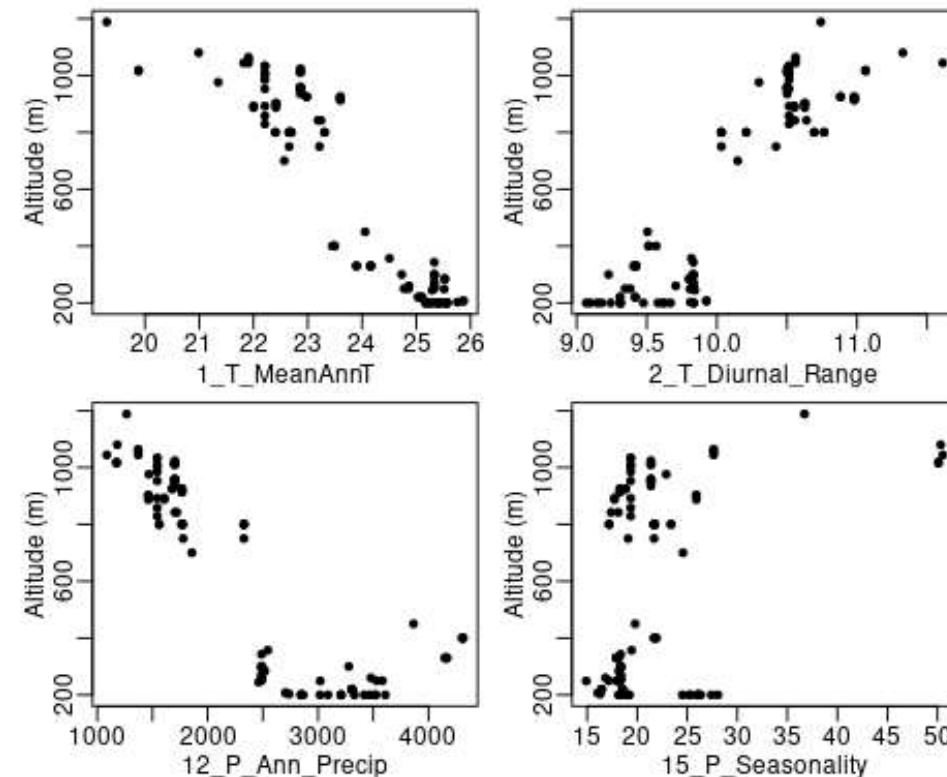 Altitude (m)
200 600 1000
20 21 22 23 24 25 26
1_T_MeanAnnT
Altitude (m)
200 600 1000
9.0 9.5 10.0 11.0
2_T_Diurnal_Range
Altitude (m)
200 600 1000
1000 2000 3000 4000
12_P_Ann_Precip
Altitude (m)
200 600 1000
15 20 25 30 35 40 45 50
15_P_Seasonality